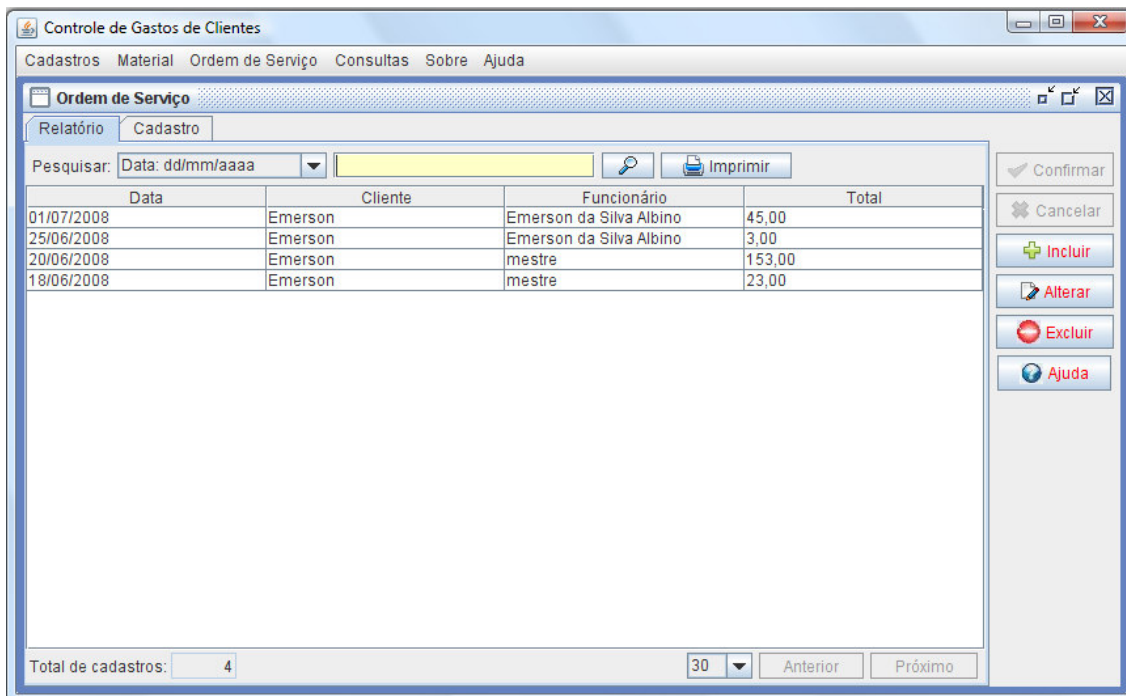 Controle de Gastos de Clientes
Cadastros Material Ordem de Serviço Consultas Sobre Ajuda
Ordem de Serviço
Relatório Cadastro
Pesquisar: Data: dd/mm/aaaa Imprimir
Data Cliente Funcionário Total
01/07/2008 Emerson Emerson da Silva Albino 45,00
25/06/2008 Emerson Emerson da Silva Albino 3,00
20/06/2008 Emerson mestre 153,00
18/06/2008 Emerson mestre 23,00
Confirmar
Cancelar
Incluir
Alterar
Excluir
Ajuda
Total de cadastros: 4 30 Anterior Próximo